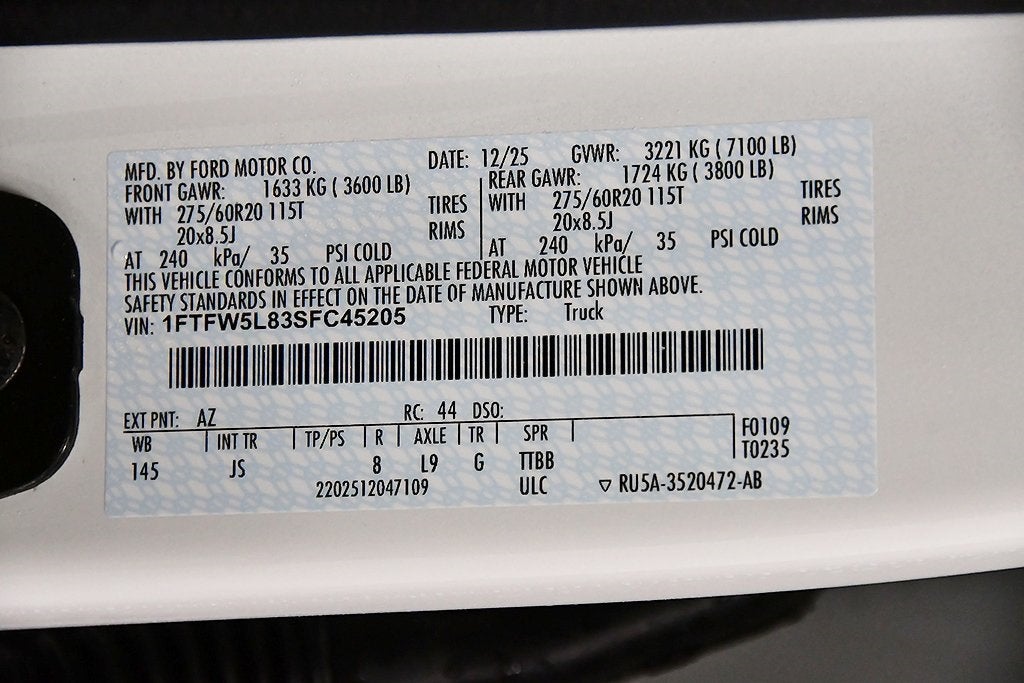 MFD. BY FORD MOTOR CO. DATE: 12/25 GVWR: 3221 KG ( 7100 LB)
FRONT GAWR: 1633 KG ( 3600 LB) REAR GAWR: 1724 KG ( 3800 LB)
WITH 275/60R20 115T TIRES WITH 275/60R20 115T TIRES
20x8.5J RIMS 20x8.5J RIMS
AT 240 kPa/ 35 PSI COLD AT 240 kPa/ 35 PSI COLD
THIS VEHICLE CONFORMS TO ALL APPLICABLE FEDERAL MOTOR VEHICLE
SAFETY STANDARDS IN EFFECT ON THE DATE OF MANUFACTURE SHOWN ABOVE.
VIN: 1FTFW5L83SFC45205 TYPE: Truck
EXT PNT: AZ RC: 44 DSO:
WB INT TR TP/PS R AXLE TR SPR F0109
145 JS 8 L9 G TTBB T0235
2202512047109 ULC ▽ RU5A-3520472-AB